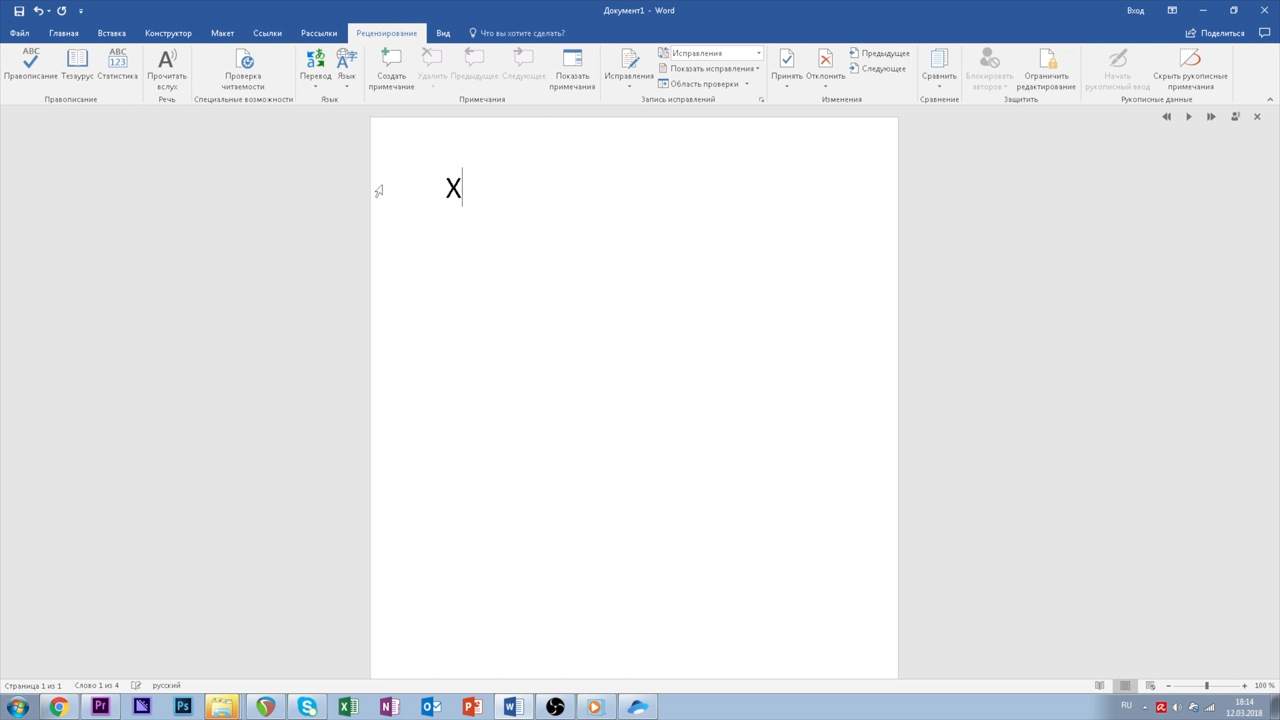 Документ1 - Word
Вход
Файл Главная Вставка Конструктор Макет Ссылки Рассылки Рецензирование Вид Что вы хотите сделать? Поделиться
ABC Правописание
Тезаурус
ABC 123 Статистика
Правописание
Прочитать вслух
Речь
Проверка читаемости
Специальные возможности
Перевод
Язык
Язык
Создать примечание
Удалить
Предыдущее
Следующее
Показать примечания
Примечания
Исправления
Исправления
Показать исправления
Область проверки
Запись исправлений
Принять
Отклонить
Предыдущее
Следующее
Изменения
Сравнить
Сравнение
Блокировать авторов
Ограничить редактирование
Защитить
Начать рукописный ввод
Скрыть рукописные примечания
Рукописные данные
Х
Страница 1 из 1 Слово 1 из 4 русский 100 %
Pr Ps RU 18:14
12.03.2018